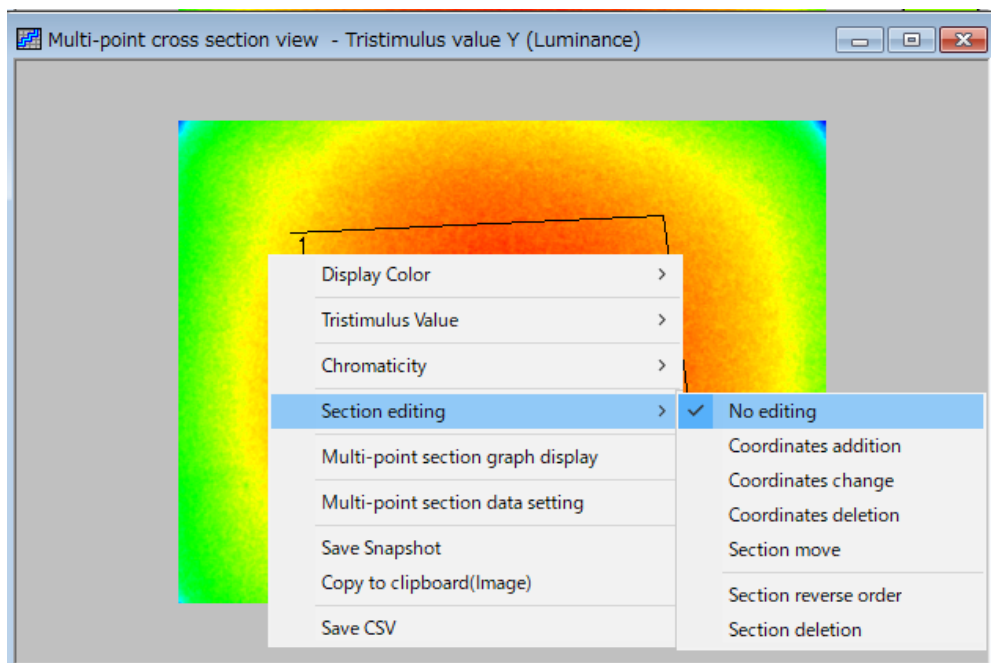 Multi-point cross section view - Tristimulus value Y (Luminance)
1
Display Color
Tristimulus Value
Chromaticity
Section editing
Multi-point section graph display
Multi-point section data setting
Save Snapshot
Copy to clipboard(Image)
Save CSV
No editing
Coordinates addition
Coordinates change
Coordinates deletion
Section move
Section reverse order
Section deletion